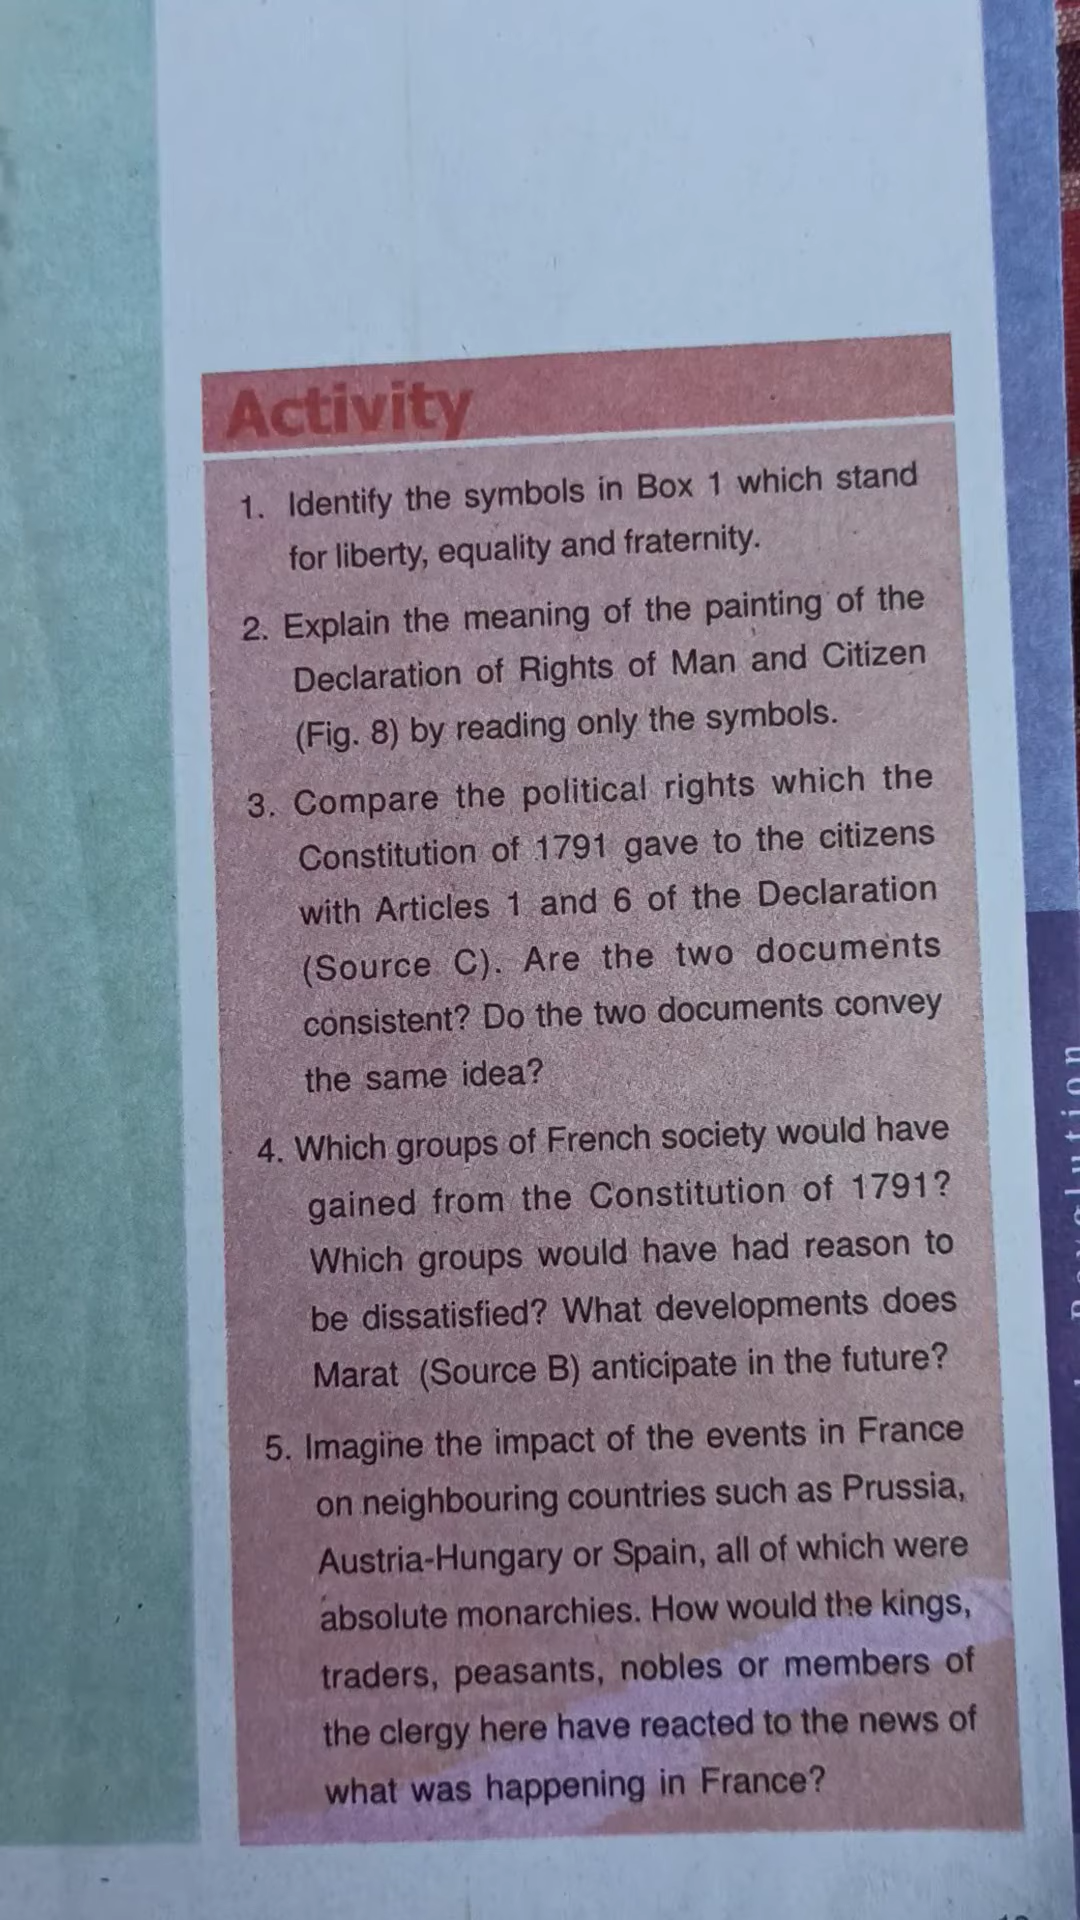 Activity
1. Identify the symbols in Box 1 which stand
for liberty, equality and fraternity.
2. Explain the meaning of the painting of the
Declaration of Rights of Man and Citizen
(Fig. 8) by reading only the symbols.
3. Compare the political rights which the
Constitution of 1791 gave to the citizens
with Articles 1 and 6 of the Declaration
(Source C). Are the two documents
consistent? Do the two documents convey
the same idea?
4. Which groups of French society would have
gained from the Constitution of 1791?
Which groups would have had reason to
be dissatisfied? What developments does
Marat (Source B) anticipate in the future?
5. Imagine the impact of the events in France
on neighbouring countries such as Prussia,
Austria-Hungary or Spain, all of which were
absolute monarchies. How would the kings,
traders, peasants, nobles or members of
the clergy here have reacted to the news of
what was happening in France?